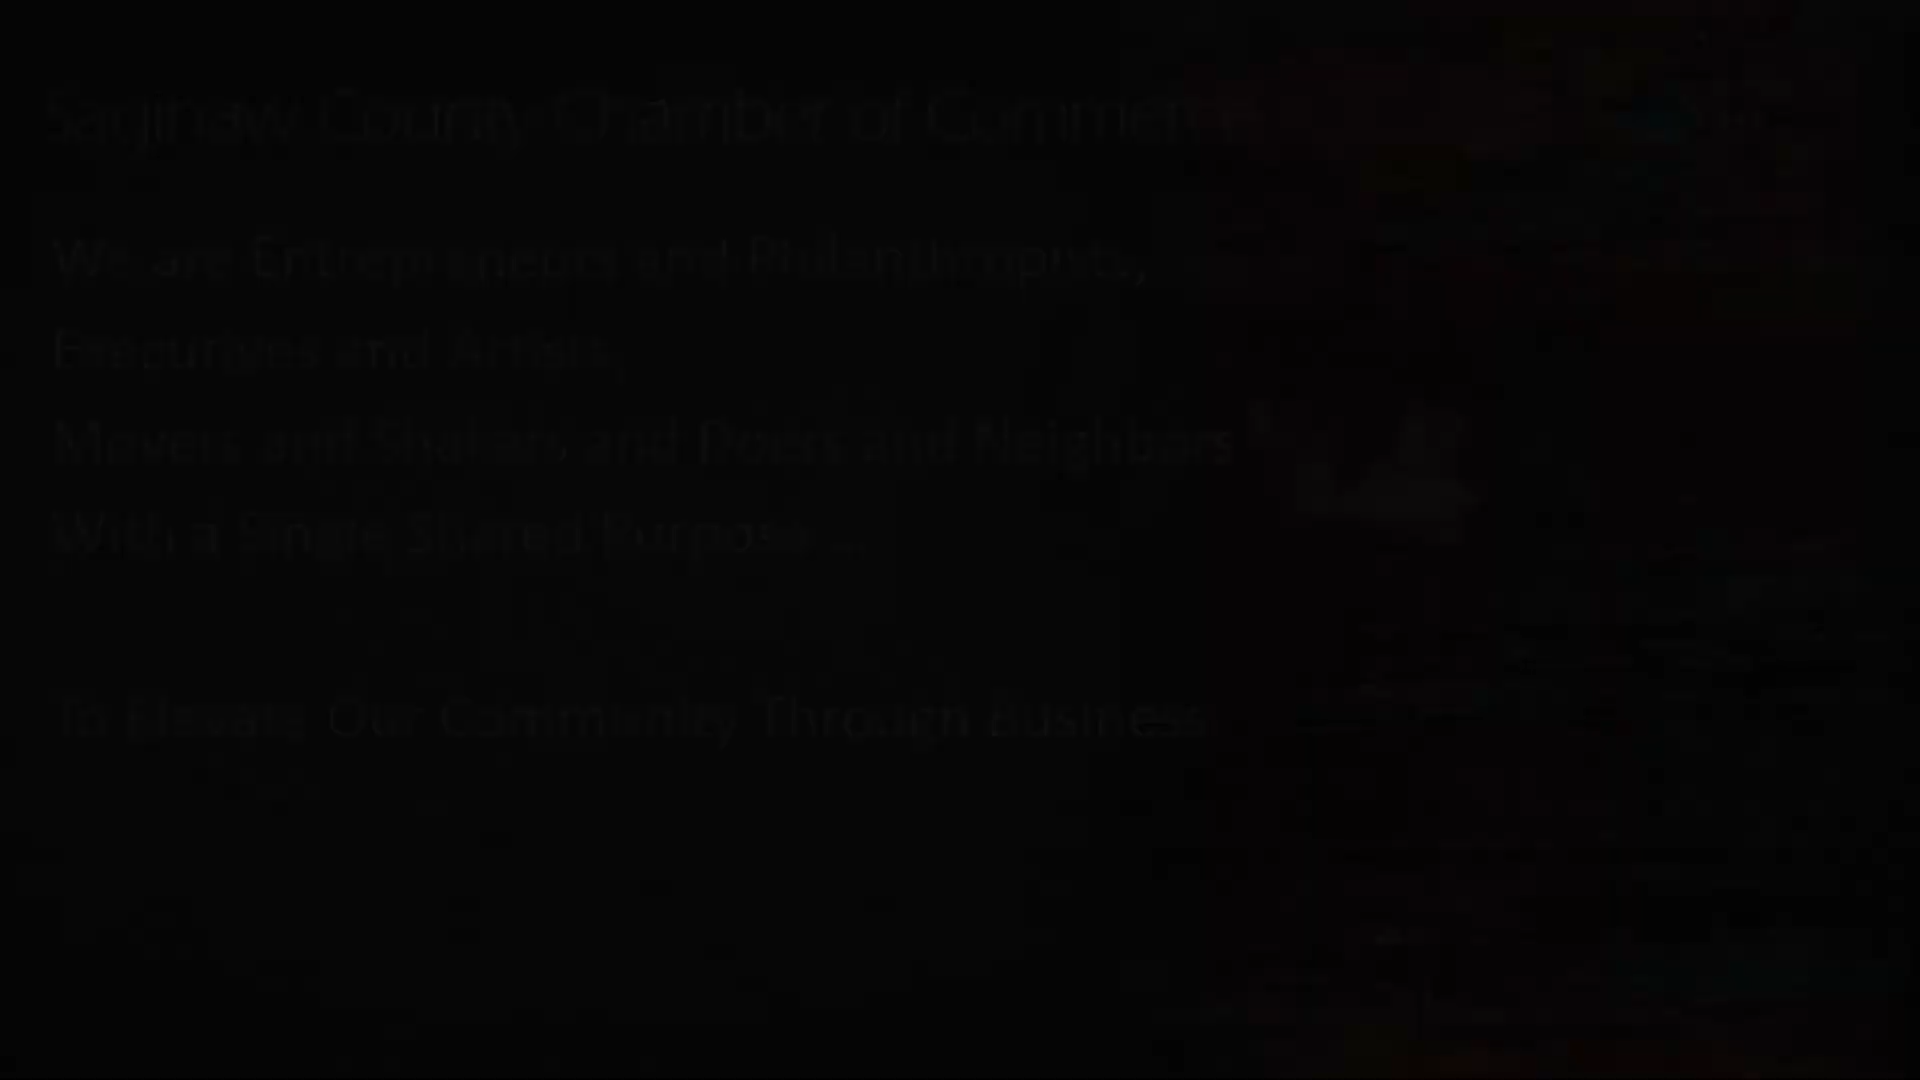 Saginaw County Chamber of Commerce
We are Entrepreneurs and Philanthropists,
Executives and Artists,
Movers and Shakers and Doers and Neighbors
With a Single Shared Purpose ...
To Elevate Our Community Through Business